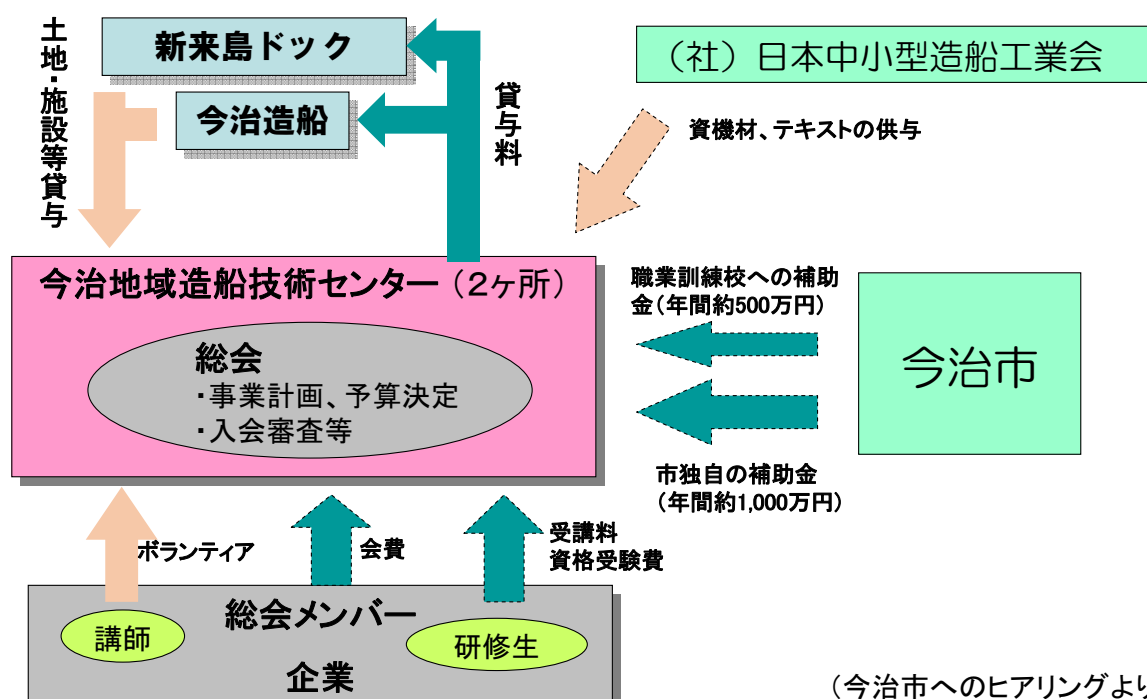 土地・施設等貸与
新来島ドック
今治造船
貸与料
（社）日本中小型造船工業会
資機材、テキストの供与
今治地域造船技術センター（２ヶ所）
総会
・事業計画、予算決定
・入会審査等
職業訓練校への補助
金（年間約500万円）
今治市
市独自の補助金
（年間約1,000万円）
ボランティア
会費
受講料
資格受験費
総会メンバー
講師
研修生
企業
（今治市へのヒアリングより